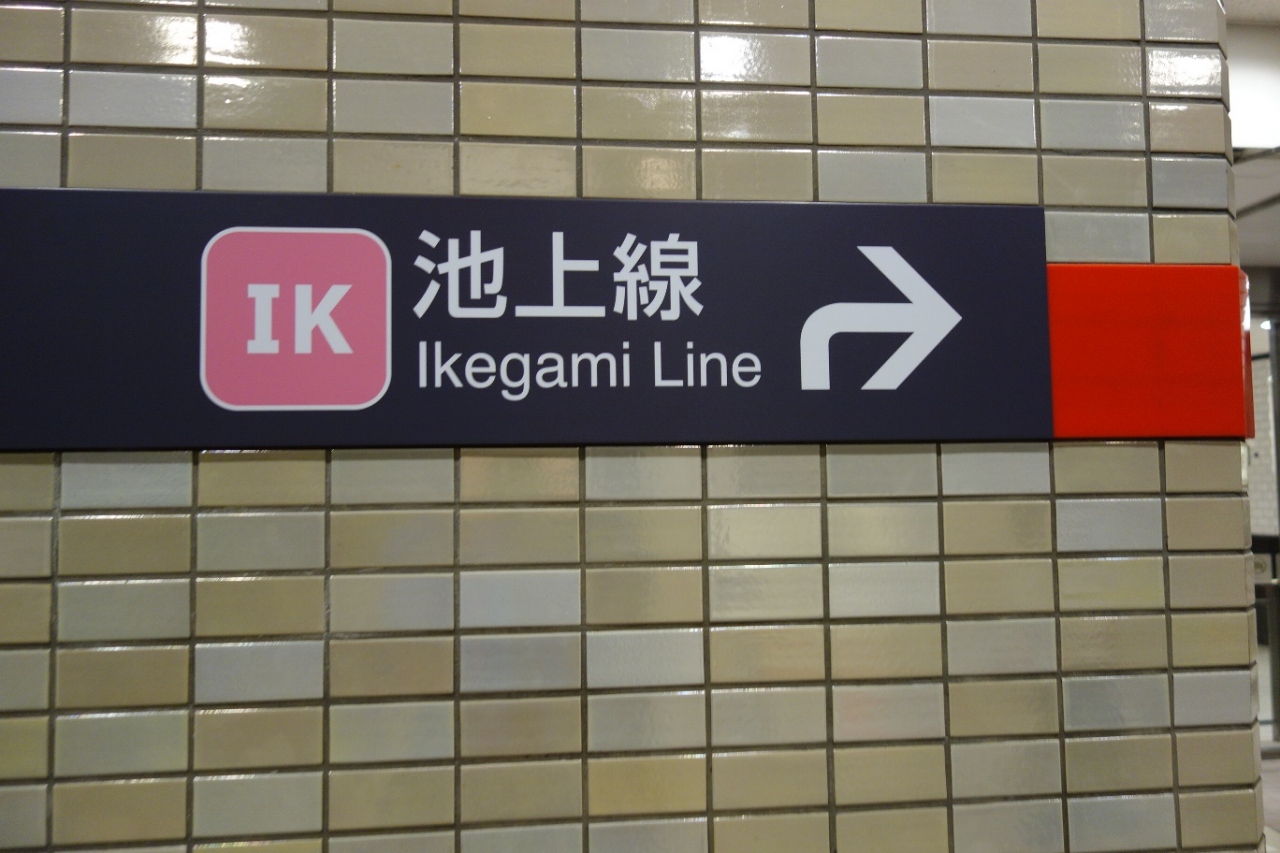 IK
池上線
Ikegami Line